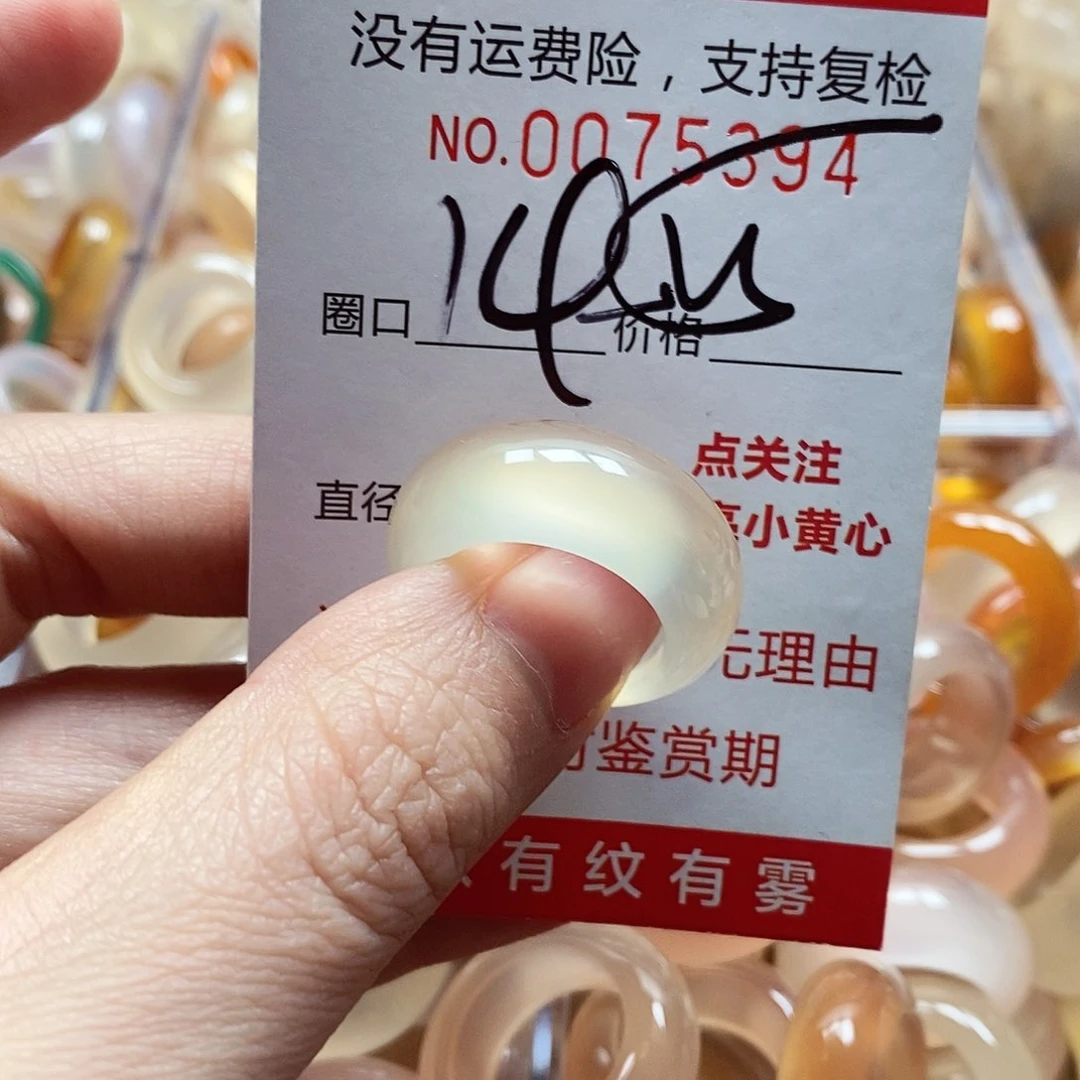 没有运费险，支持复检
NO.0075394
14
圈口 价格
点关注
直径
小黄心
理由
鉴赏期
有纹有雾